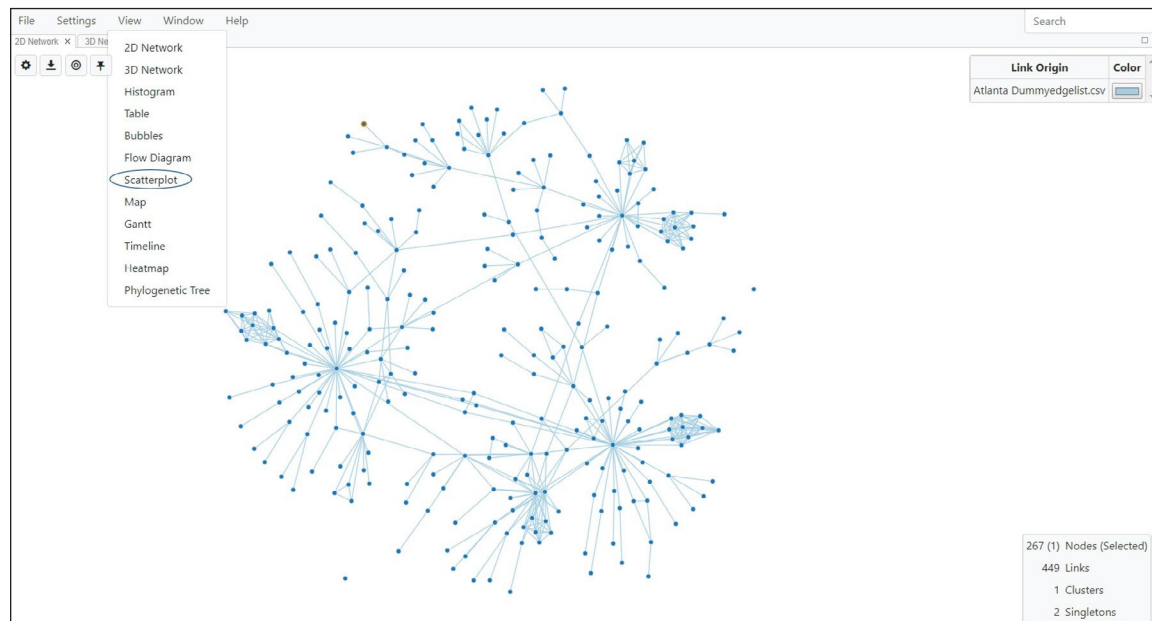 File Settings View Window Help Search
2D Network X 3D Ne
2D Network
3D Network
Histogram
Table
Bubbles
Flow Diagram
Scatterplot
Map
Gantt
Timeline
Heatmap
Phylogenetic Tree
Link Origin Color
Atlanta Dummyedgelist.csv
267 (1) Nodes (Selected)
449 Links
1 Clusters
2 Singletons